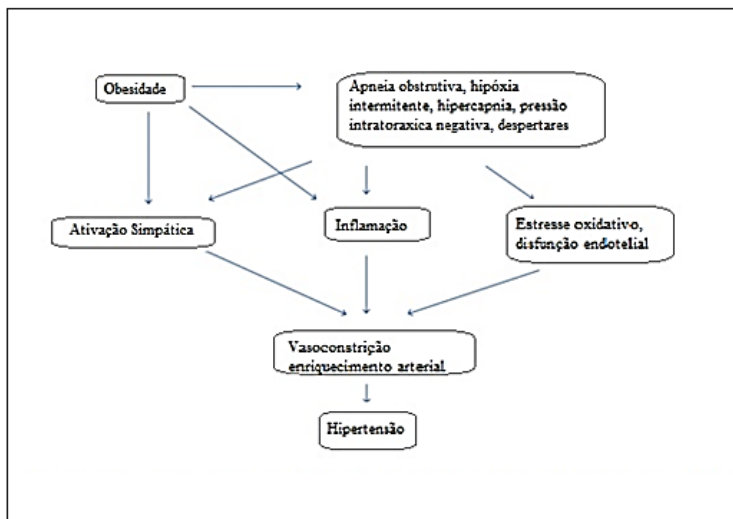 Obesidade
Apneia obstrutiva, hipóxia
intermitente, hipercapnia, pressão
intratoraxica negativa, despertares
Ativação Simpática
Inflamação
Estresse oxidativo,
disfunção endotelial
Vasoconstrição
enriquecimento arterial
Hipertensão